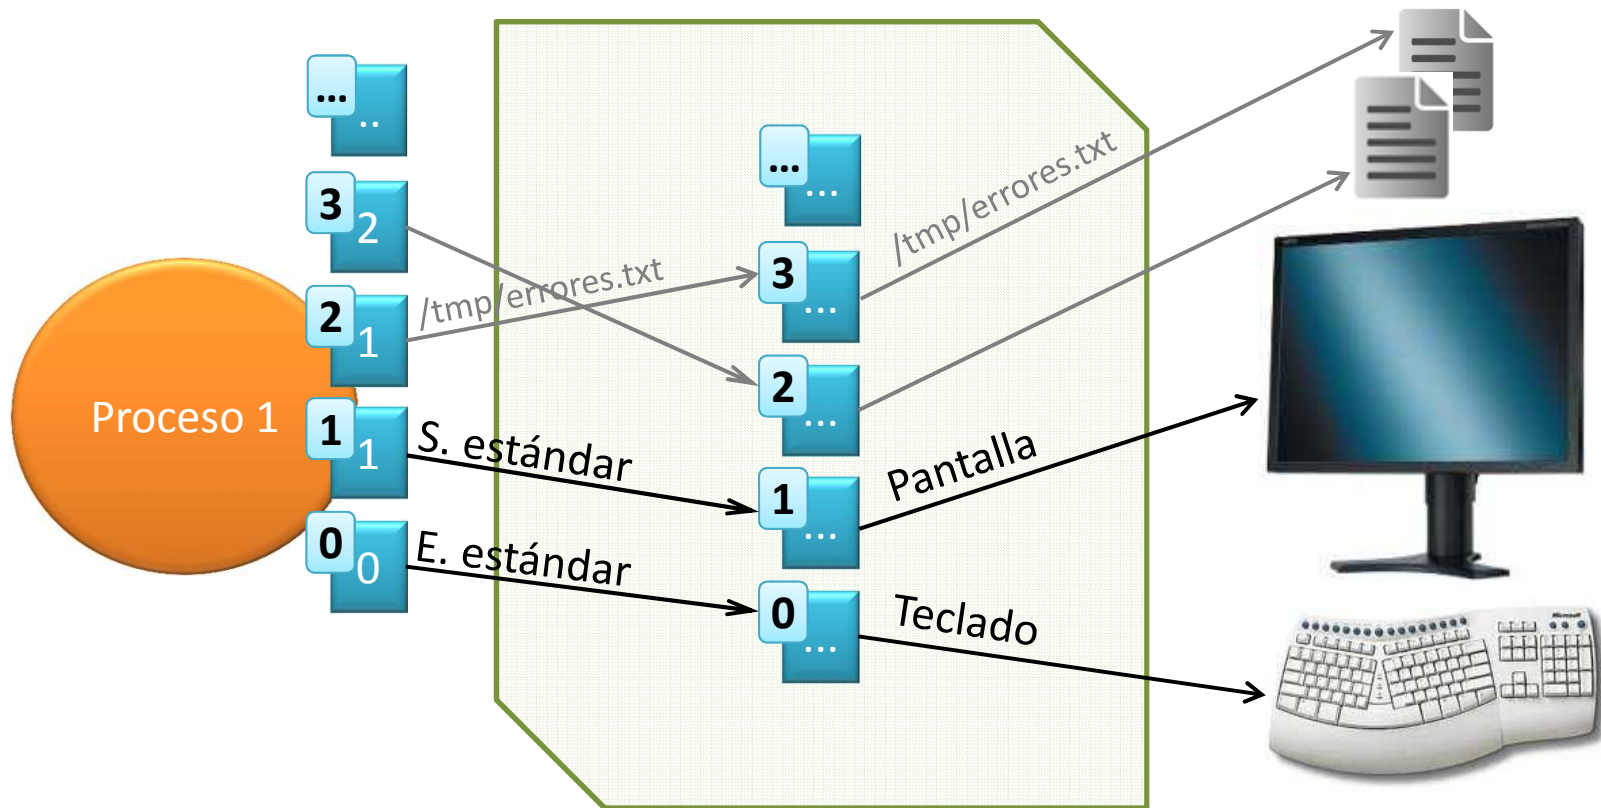 ...
..
3
2
2
1
/tmp/errores.txt
Proceso 1
1
1
S. estándar
0
0
E. estándar
...
...
3
...
/tmp/errores.txt
2
...
1
...
Pantalla
0
...
Teclado
Microsoft